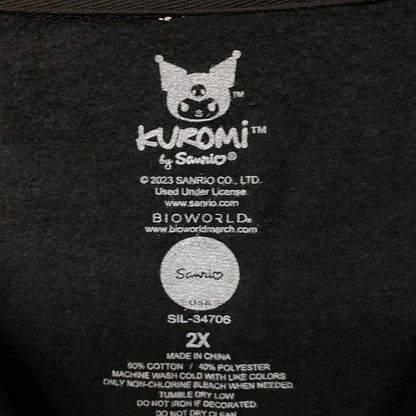 TM
KUROMI™
by Sanrio®
© 2023 SANRIO CO., LTD.
Used Under License.
www.sanrio.com
BIOWORLD®
www.bioworldmerch.com
Sanrio
USA
SIL-34706
2X
MADE IN CHINA
60% COTTON / 40% POLYESTER
MACHINE WASH COLD WITH LIKE COLORS
ONLY NON-CHLORINE BLEACH WHEN NEEDED
TUMBLE DRY LOW
DO NOT IRON IF DECORATED.
DO NOT DRY CLEAN